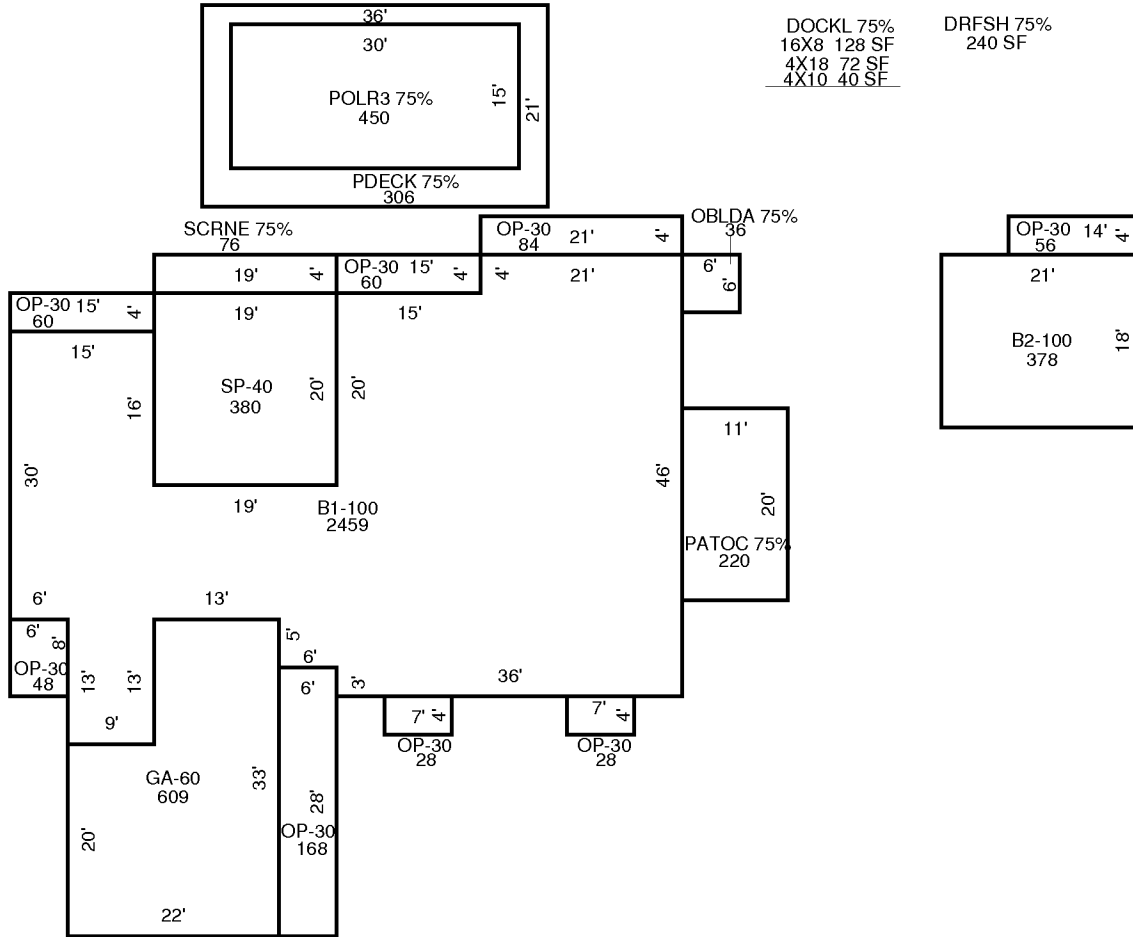 36'
30'
POLR3 75%
450
15'
21'
PDECK 75%
306
DOCKL 75%
16X8 128 SF
4X18 72 SF
4X10 40 SF
DRFSH 75%
240 SF
SCRNE 75%
76
OP-30
84
21'
4'
OBLDA 75%
36
OP-30 14'
56
4'
19'
4'
OP-30 15'
60
4'
4'
21'
6'
6'
21'
OP-30 15'
60
4'
19'
15'
15'
B2-100
378
18'
SP-40
380
16'
20'
20'
11'
30'
46'
20'
19'
B1-100
2459
PATOC 75%
220
6'
13'
6'
8'
5'
OP-30
48
6'
13'
13'
6'
3'
36'
9'
7'
4'
7'
4'
OP-30
28
OP-30
28
GA-60
609
33'
28'
20'
OP-30
168
22'